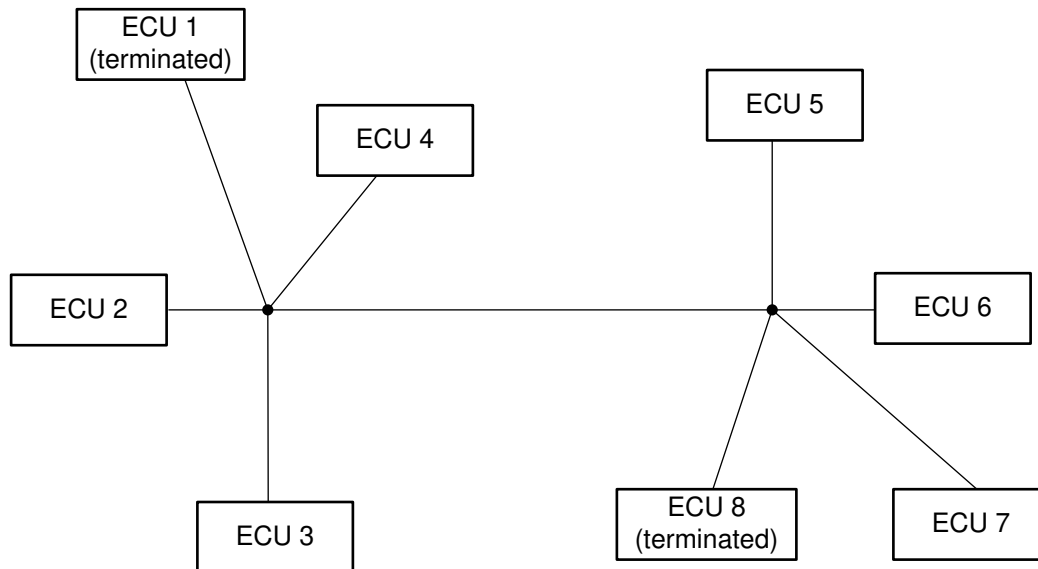 ECU 1
(terminated)
ECU 4
ECU 5
ECU 2
ECU 6
ECU 3
ECU 8
(terminated)
ECU 7